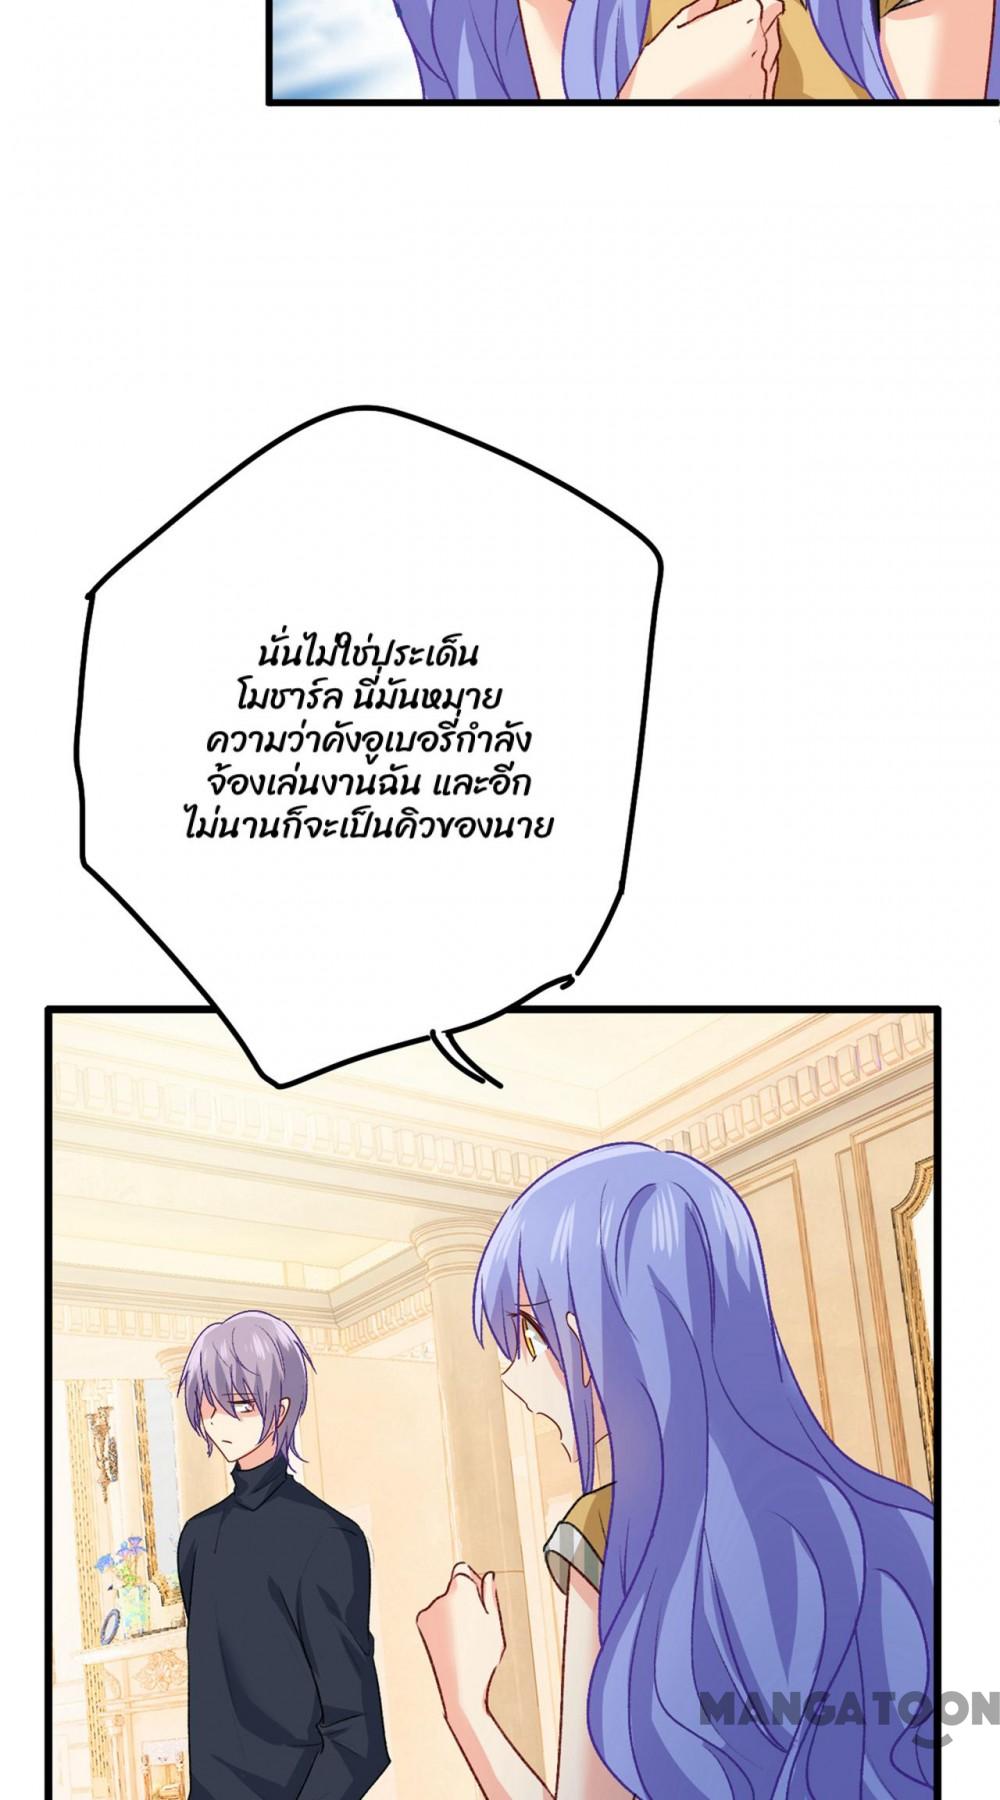 นั่นไม่ใช่ประเด็น
โมชาร์ล นี่มันหมาย
ความว่าคังอูเบอรี่กำลัง
จ้องเล่นงานฉัน และอีก
ไม่นานก็จะเป็นคิวของนาย
MANGATOON